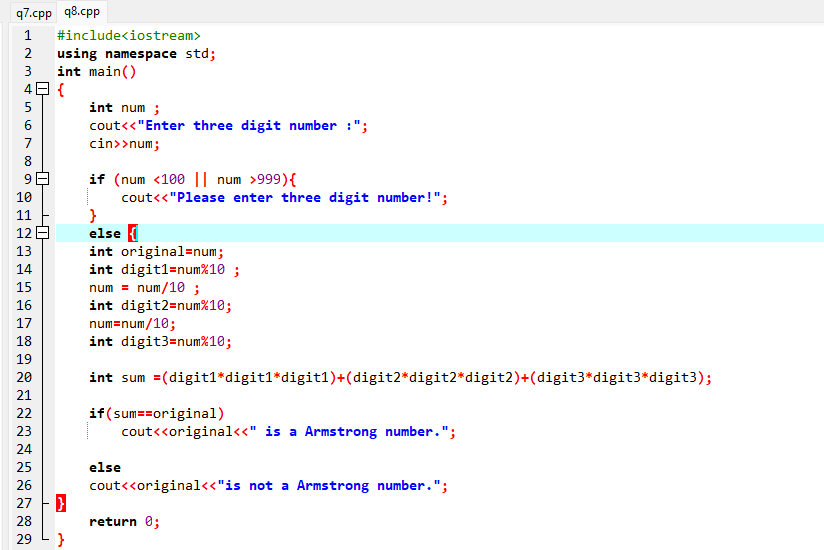 q7.cpp q8.cpp
1 #include<iostream>
2 using namespace std;
3 int main()
4 {
5 int num ;
6 cout<<"Enter three digit number :";
7 cin>>num;
8
9 if (num <100 || num >999){
10 cout<<"Please enter three digit number!";
11 }
12 else {
13 int original=num;
14 int digit1=num%10 ;
15 num = num/10 ;
16 int digit2=num%10;
17 num=num/10;
18 int digit3=num%10;
19
20 int sum =(digit1*digit1*digit1)+(digit2*digit2*digit2)+(digit3*digit3*digit3);
21
22 if(sum==original)
23 cout<<original<<" is a Armstrong number.";
24
25 else
26 cout<<original<<"is not a Armstrong number.";
27 }
28 return 0;
29 }